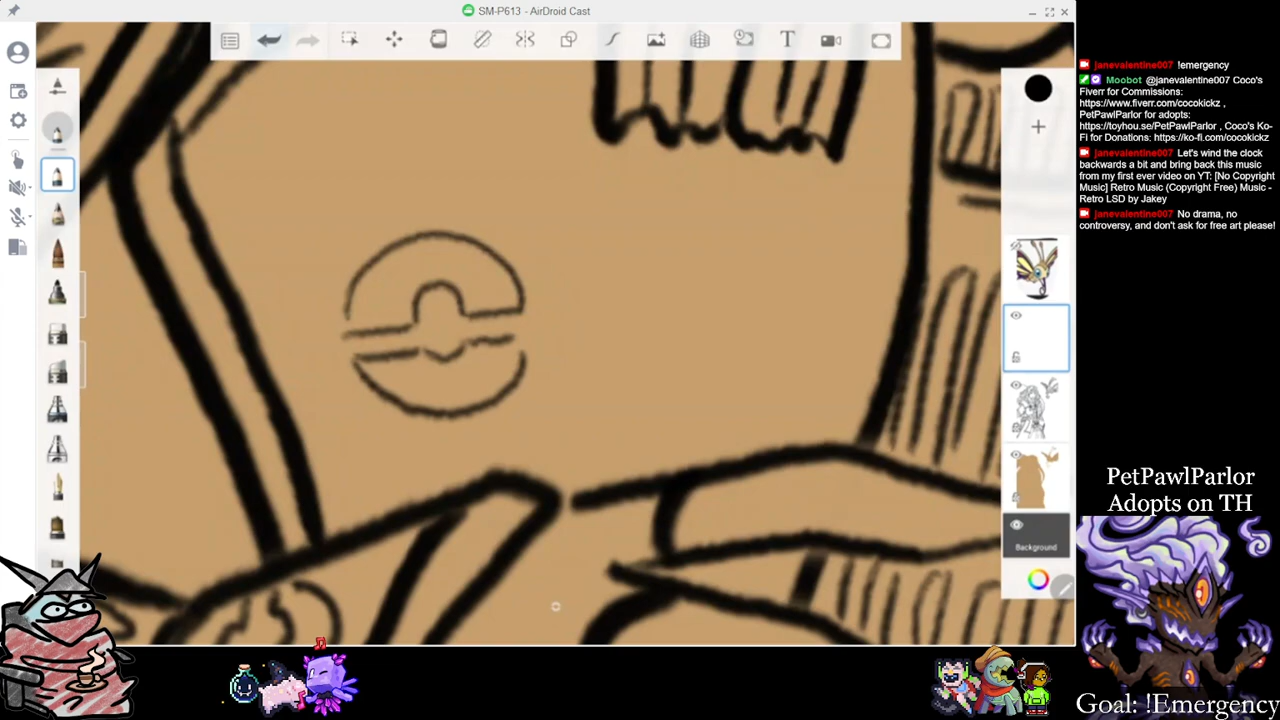 SM-P613 - AirDroid Cast
janevalentine007 !emergency
Moobot @janevalentine007 Coco's
Fiverr for Commissions:
https://www.fiverr.com/cocokickz ,
PetPawlParlor for adopts:
https://toyhou.se/PetPawlParlor , Coco's Ko-
Fi for Donations: https://ko-fi.com/cocokickz
janevalentine007 Let's wind the clock
backwards a bit and bring back this music
from my first ever video on YT: [No Copyright
Music] Retro Music (Copyright Free) Music -
Retro LSD by Jakey
janevalentine007 No drama, no
controversy, and don't ask for free art please!
T
Background
PetPawlParlor
Adopts on TH
Goal: !Emergency